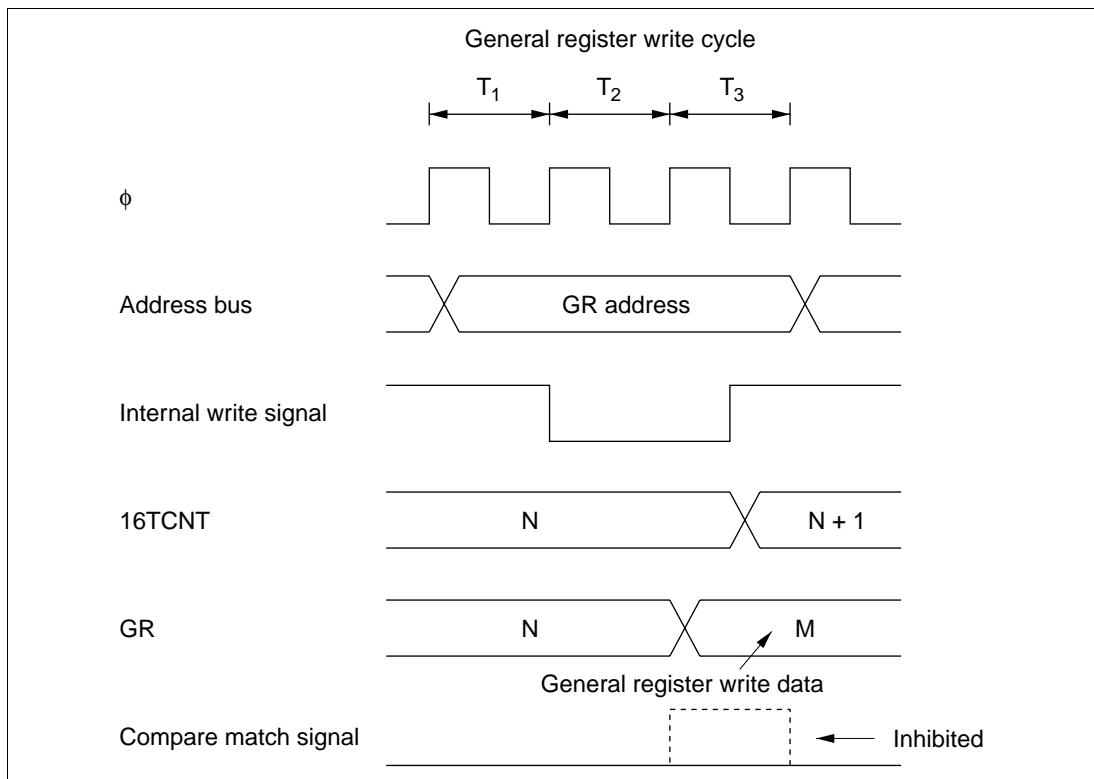 General register write cycle
T1 T2 T3
φ
Address bus GR address
Internal write signal
16TCNT N N + 1
GR N M
General register write data
Compare match signal Inhibited